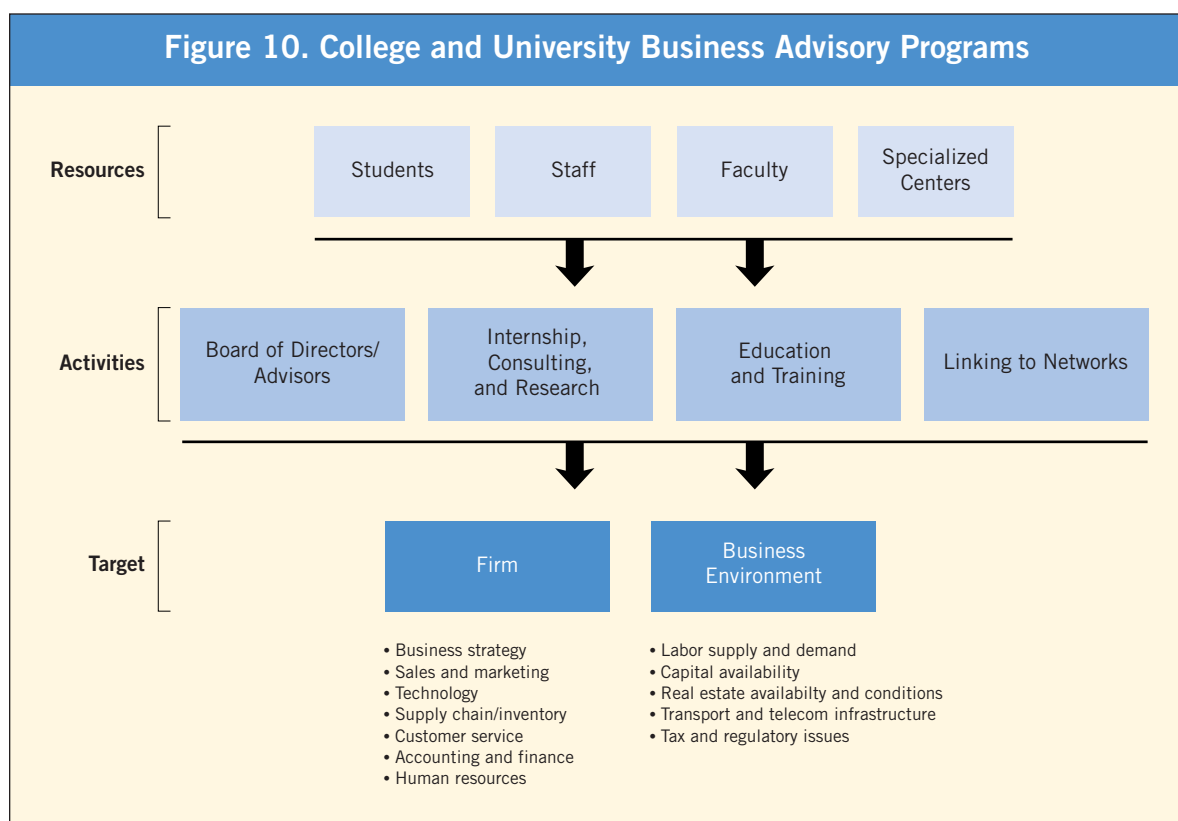 Figure 10. College and University Business Advisory Programs
Resources
Students
Staff
Faculty
Specialized
Centers
Activities
Board of Directors/
Advisors
Internship,
Consulting,
and Research
Education
and Training
Linking to Networks
Target
Firm
Business
Environment
• Business strategy
• Sales and marketing
• Technology
• Supply chain/inventory
• Customer service
• Accounting and finance
• Human resources
• Labor supply and demand
• Capital availability
• Real estate availabilty and conditions
• Transport and telecom infrastructure
• Tax and regulatory issues